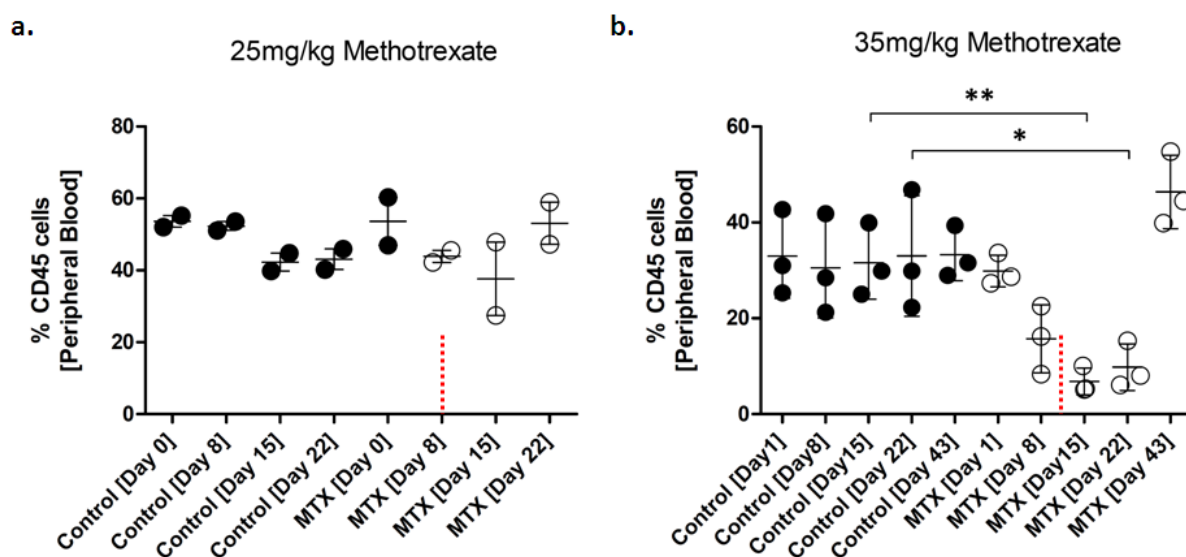 a.
25mg/kg Methotrexate
% CD45 cells
[Peripheral Blood]
80
60
40
20
0
Control [Day 0]
Control [Day 8]
Control [Day 15]
Control [Day 22]
MTX [Day 0]
MTX [Day 8]
MTX [Day 15]
MTX [Day 22]
b.
35mg/kg Methotrexate
% CD45 cells
[Peripheral Blood]
60
40
20
0
**
*
Control [Day1]
Control [Day8]
Control [Day15]
Control [Day 22]
Control [Day 43]
MTX [Day 1]
MTX [Day 8]
MTX [Day15]
MTX [Day 22]
MTX [Day 43]